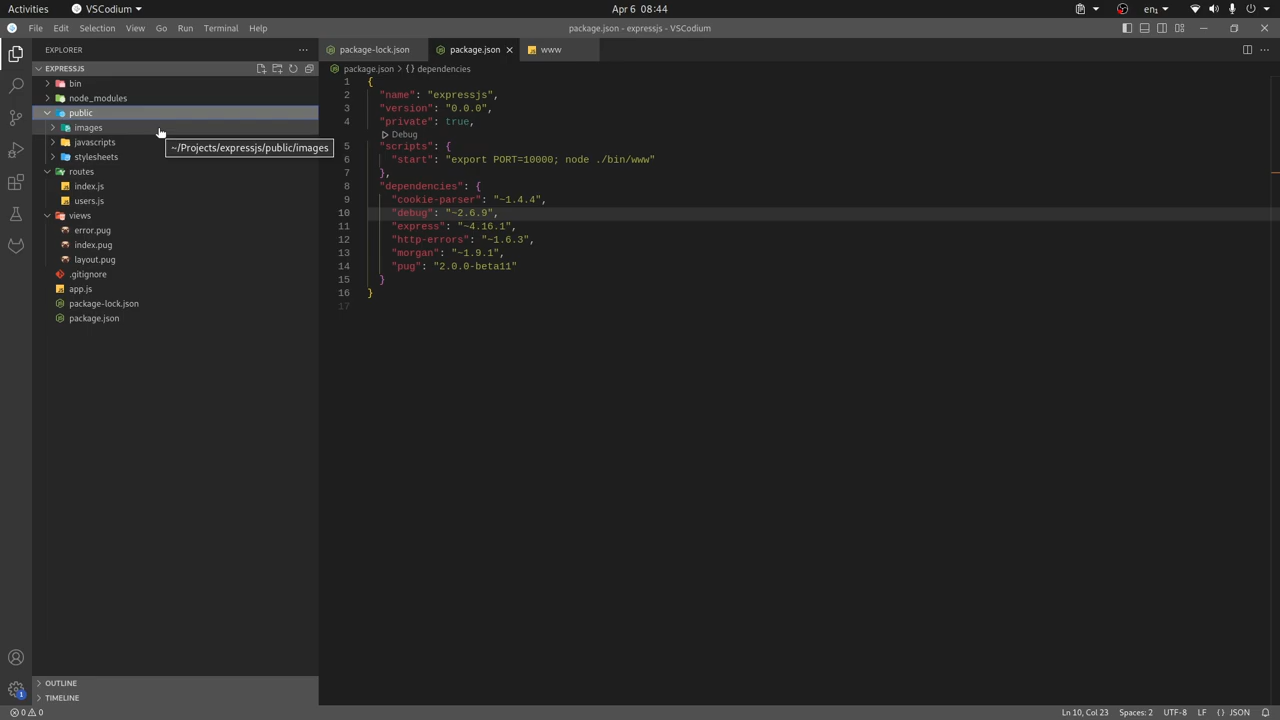 Activities VSCodium Apr 6 08:44 en₁
File Edit Selection View Go Run Terminal Help package.json - expressjs - VSCodium
EXPLORER
package-lock.json package.json www
EXPRESSJS
package.json > {} dependencies
bin
node_modules
public
images
javascripts
stylesheets
routes
index.js
users.js
views
error.pug
index.pug
layout.pug
.gitignore
app.js
package-lock.json
package.json
~/Projects/expressjs/public/images
1 {
2 "name": "expressjs",
3 "version": "0.0.0",
4 "private": true,
Debug
5 "scripts": {
6 "start": "export PORT=10000; node ./bin/www"
7 },
8 "dependencies": {
9 "cookie-parser": "~1.4.4",
10 "debug": "~2.6.9",
11 "express": "~4.16.1",
12 "http-errors": "~1.6.3",
13 "morgan": "~1.9.1",
14 "pug": "2.0.0-beta11"
15 }
16 }
17
OUTLINE
TIMELINE
1
0 0 Ln 10, Col 23 Spaces: 2 UTF-8 LF {} JSON